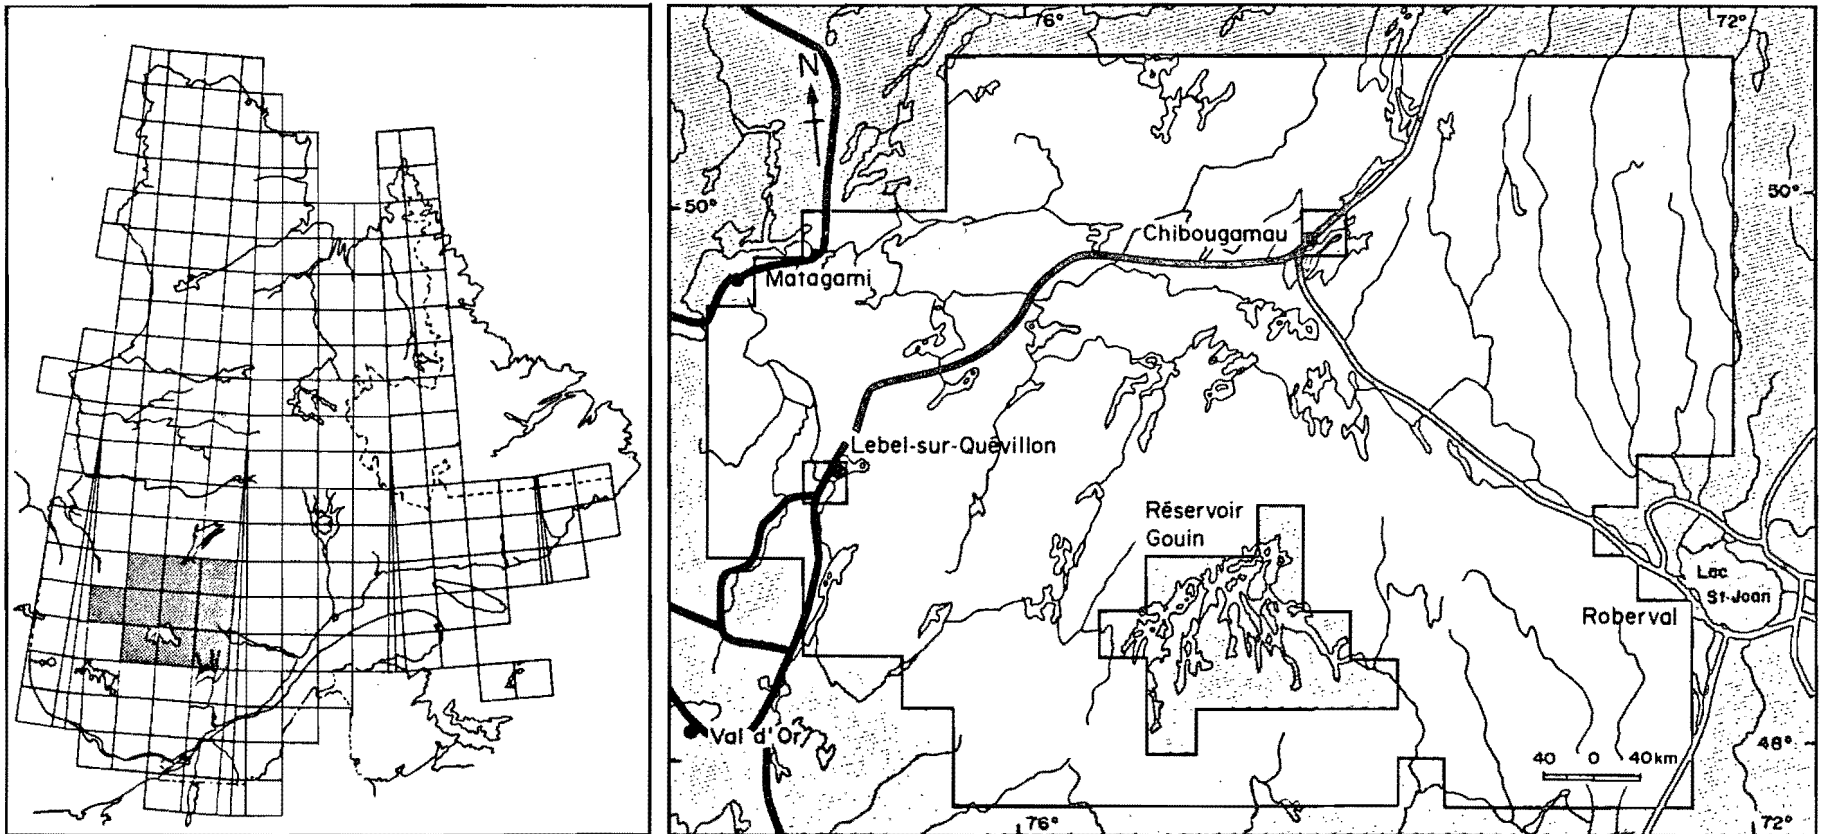 76°
72°
N
50°
50°
Chibougamau
Matagami
Lebel-sur-Quévillon
Réservoir
Gouin
Lac
St-Jean
Roberval
Val d'Or
48°
40 0 40 km
76°
72°